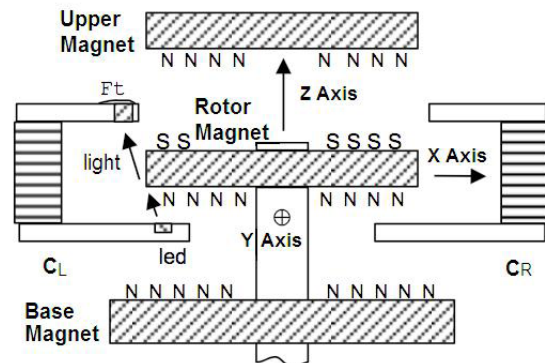 Upper
Magnet
N N N N N N N N
Ft
Z Axis
Rotor
Magnet
S S S S S S
light
X Axis
N N N N N N N N
Y Axis
led
CL
CR
N N N N N N N N N N
Base
Magnet